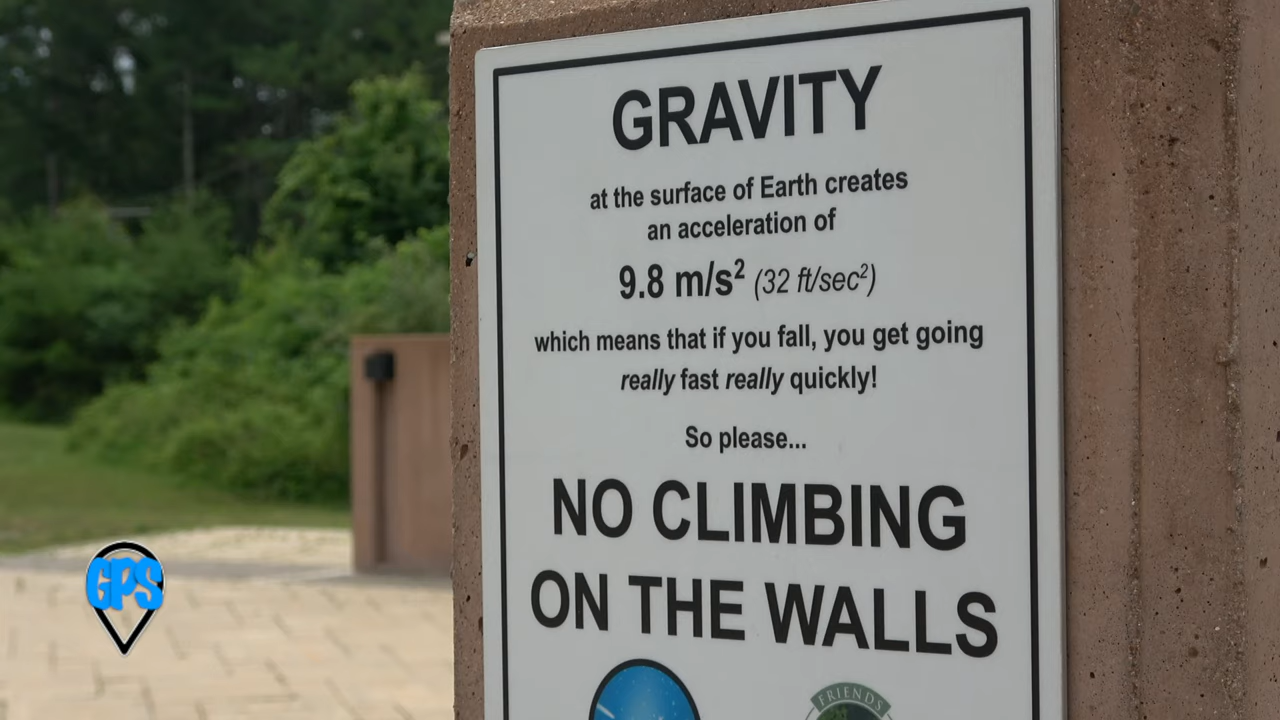 GRAVITY
at the surface of Earth creates
an acceleration of
9.8 m/s² (32 ft/sec²)
which means that if you fall, you get going
really fast really quickly!
So please...
NO CLIMBING
ON THE WALLS
FRIENDS
GPS